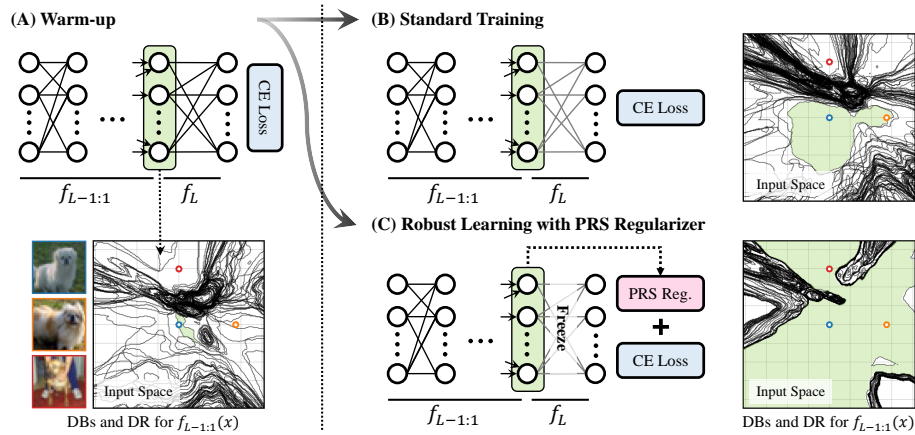 (A) Warm-up
CE Loss
f_{L-1:1}
f_L
Input Space
DBs and DR for f_{L-1:1}(x)
(B) Standard Training
CE Loss
f_{L-1:1}
f_L
Input Space
(C) Robust Learning with PRS Regularizer
Freeze
PRS Reg.
+
CE Loss
f_{L-1:1}
f_L
Input Space
DBs and DR for f_{L-1:1}(x)